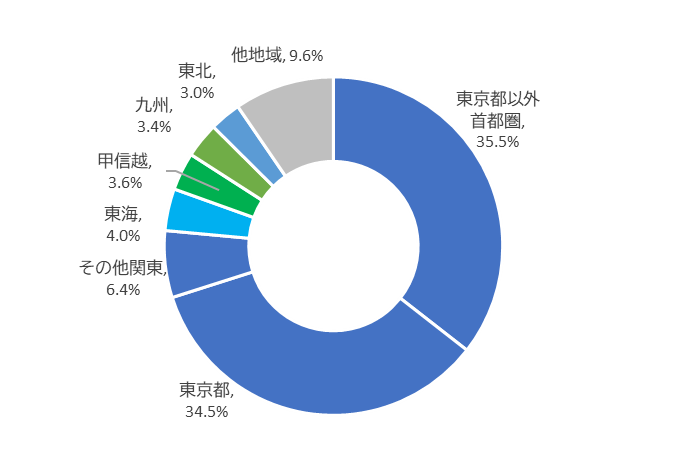 東京都以外
首都圏,
35.5%
東京都,
34.5%
その他関東,
6.4%
東海,
4.0%
甲信越,
3.6%
九州,
3.4%
東北,
3.0%
他地域, 9.6%